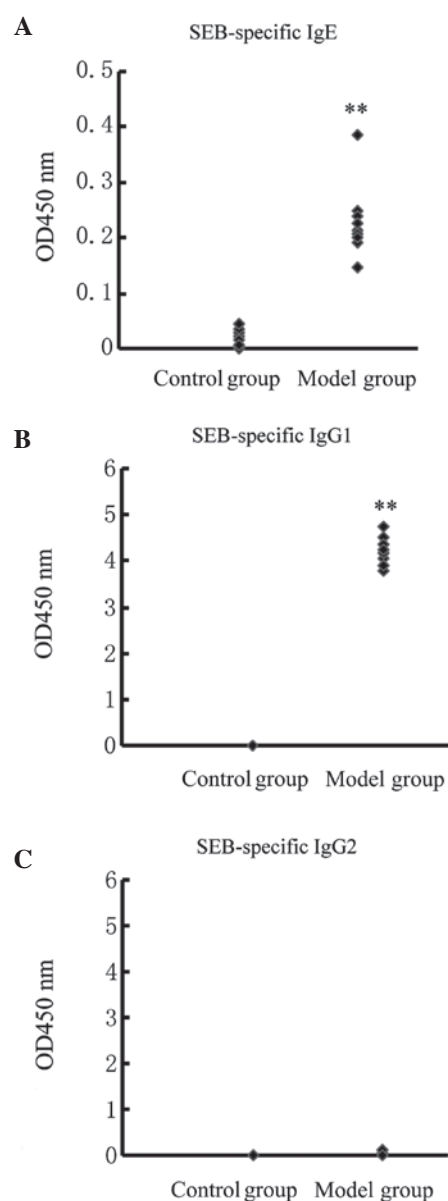 A
SEB-specific IgE
0.5
0.4
0.3
0.2
0.1
0
OD450 nm
**
Control group Model group
B
SEB-specific IgG1
6
5
4
3
2
1
0
OD450 nm
**
Control group Model group
C
SEB-specific IgG2
6
5
4
3
2
1
0
OD450 nm
Control group Model group